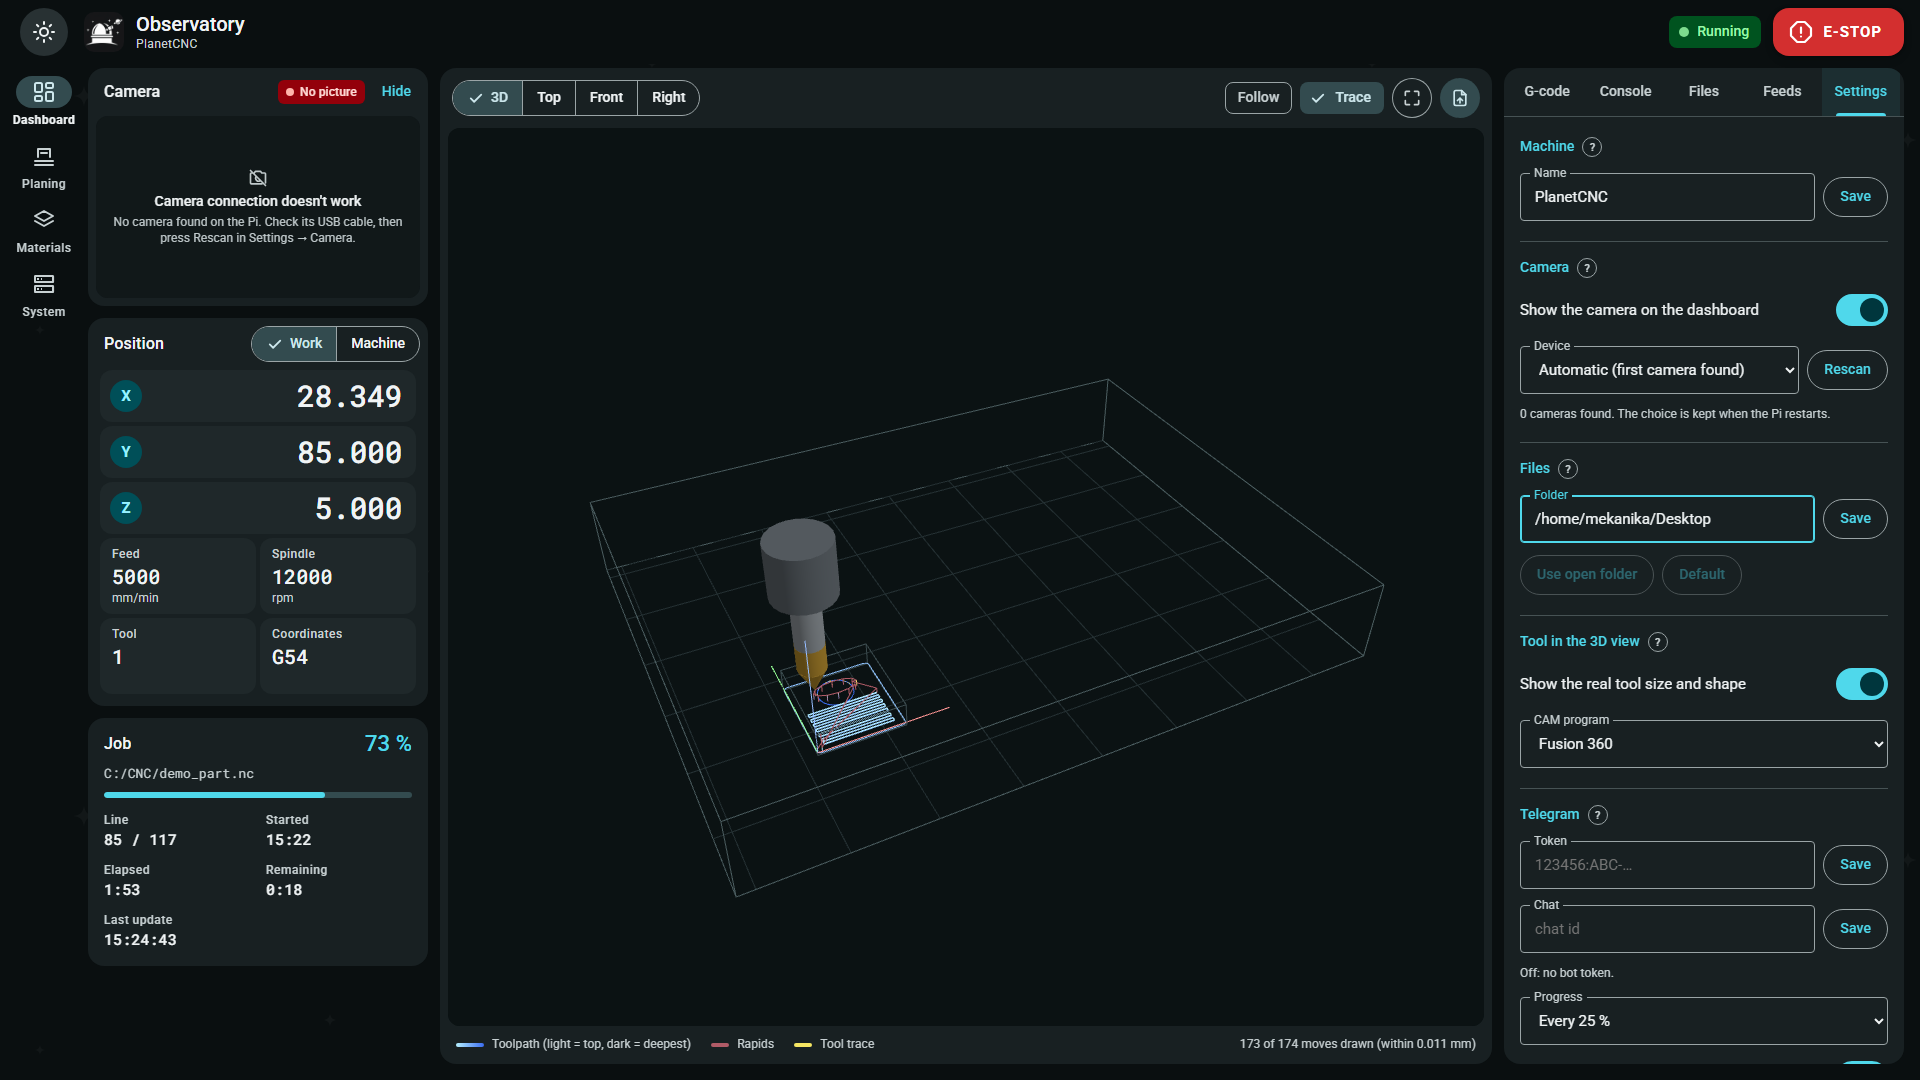 Observatory
PlanetCNC
Running
E-STOP
Dashboard
Planing
Materials
System
Camera
No picture
Hide
Camera connection doesn't work
No camera found on the Pi. Check its USB cable, then
press Rescan in Settings → Camera.
Position
Work
Machine
X
28.349
Y
85.000
Z
5.000
Feed
5000
mm/min
Spindle
12000
rpm
Tool
1
Coordinates
G54
Job
73 %
C:/CNC/demo_part.nc
Line
85 / 117
Started
15:22
Elapsed
1:53
Remaining
0:18
Last update
15:24:43
3D
Top
Front
Right
Follow
Trace
Toolpath (light = top, dark = deepest)
Rapids
Tool trace
173 of 174 moves drawn (within 0.011 mm)
G-code
Console
Files
Feeds
Settings
Machine ?
Name
PlanetCNC
Save
Camera ?
Show the camera on the dashboard
Device
Automatic (first camera found)
Rescan
0 cameras found. The choice is kept when the Pi restarts.
Files ?
Folder
/home/mekanika/Desktop
Save
Use open folder
Default
Tool in the 3D view ?
Show the real tool size and shape
CAM program
Fusion 360
Telegram ?
Token
123456:ABC-...
Save
Chat
chat id
Save
Off: no bot token.
Progress
Every 25 %